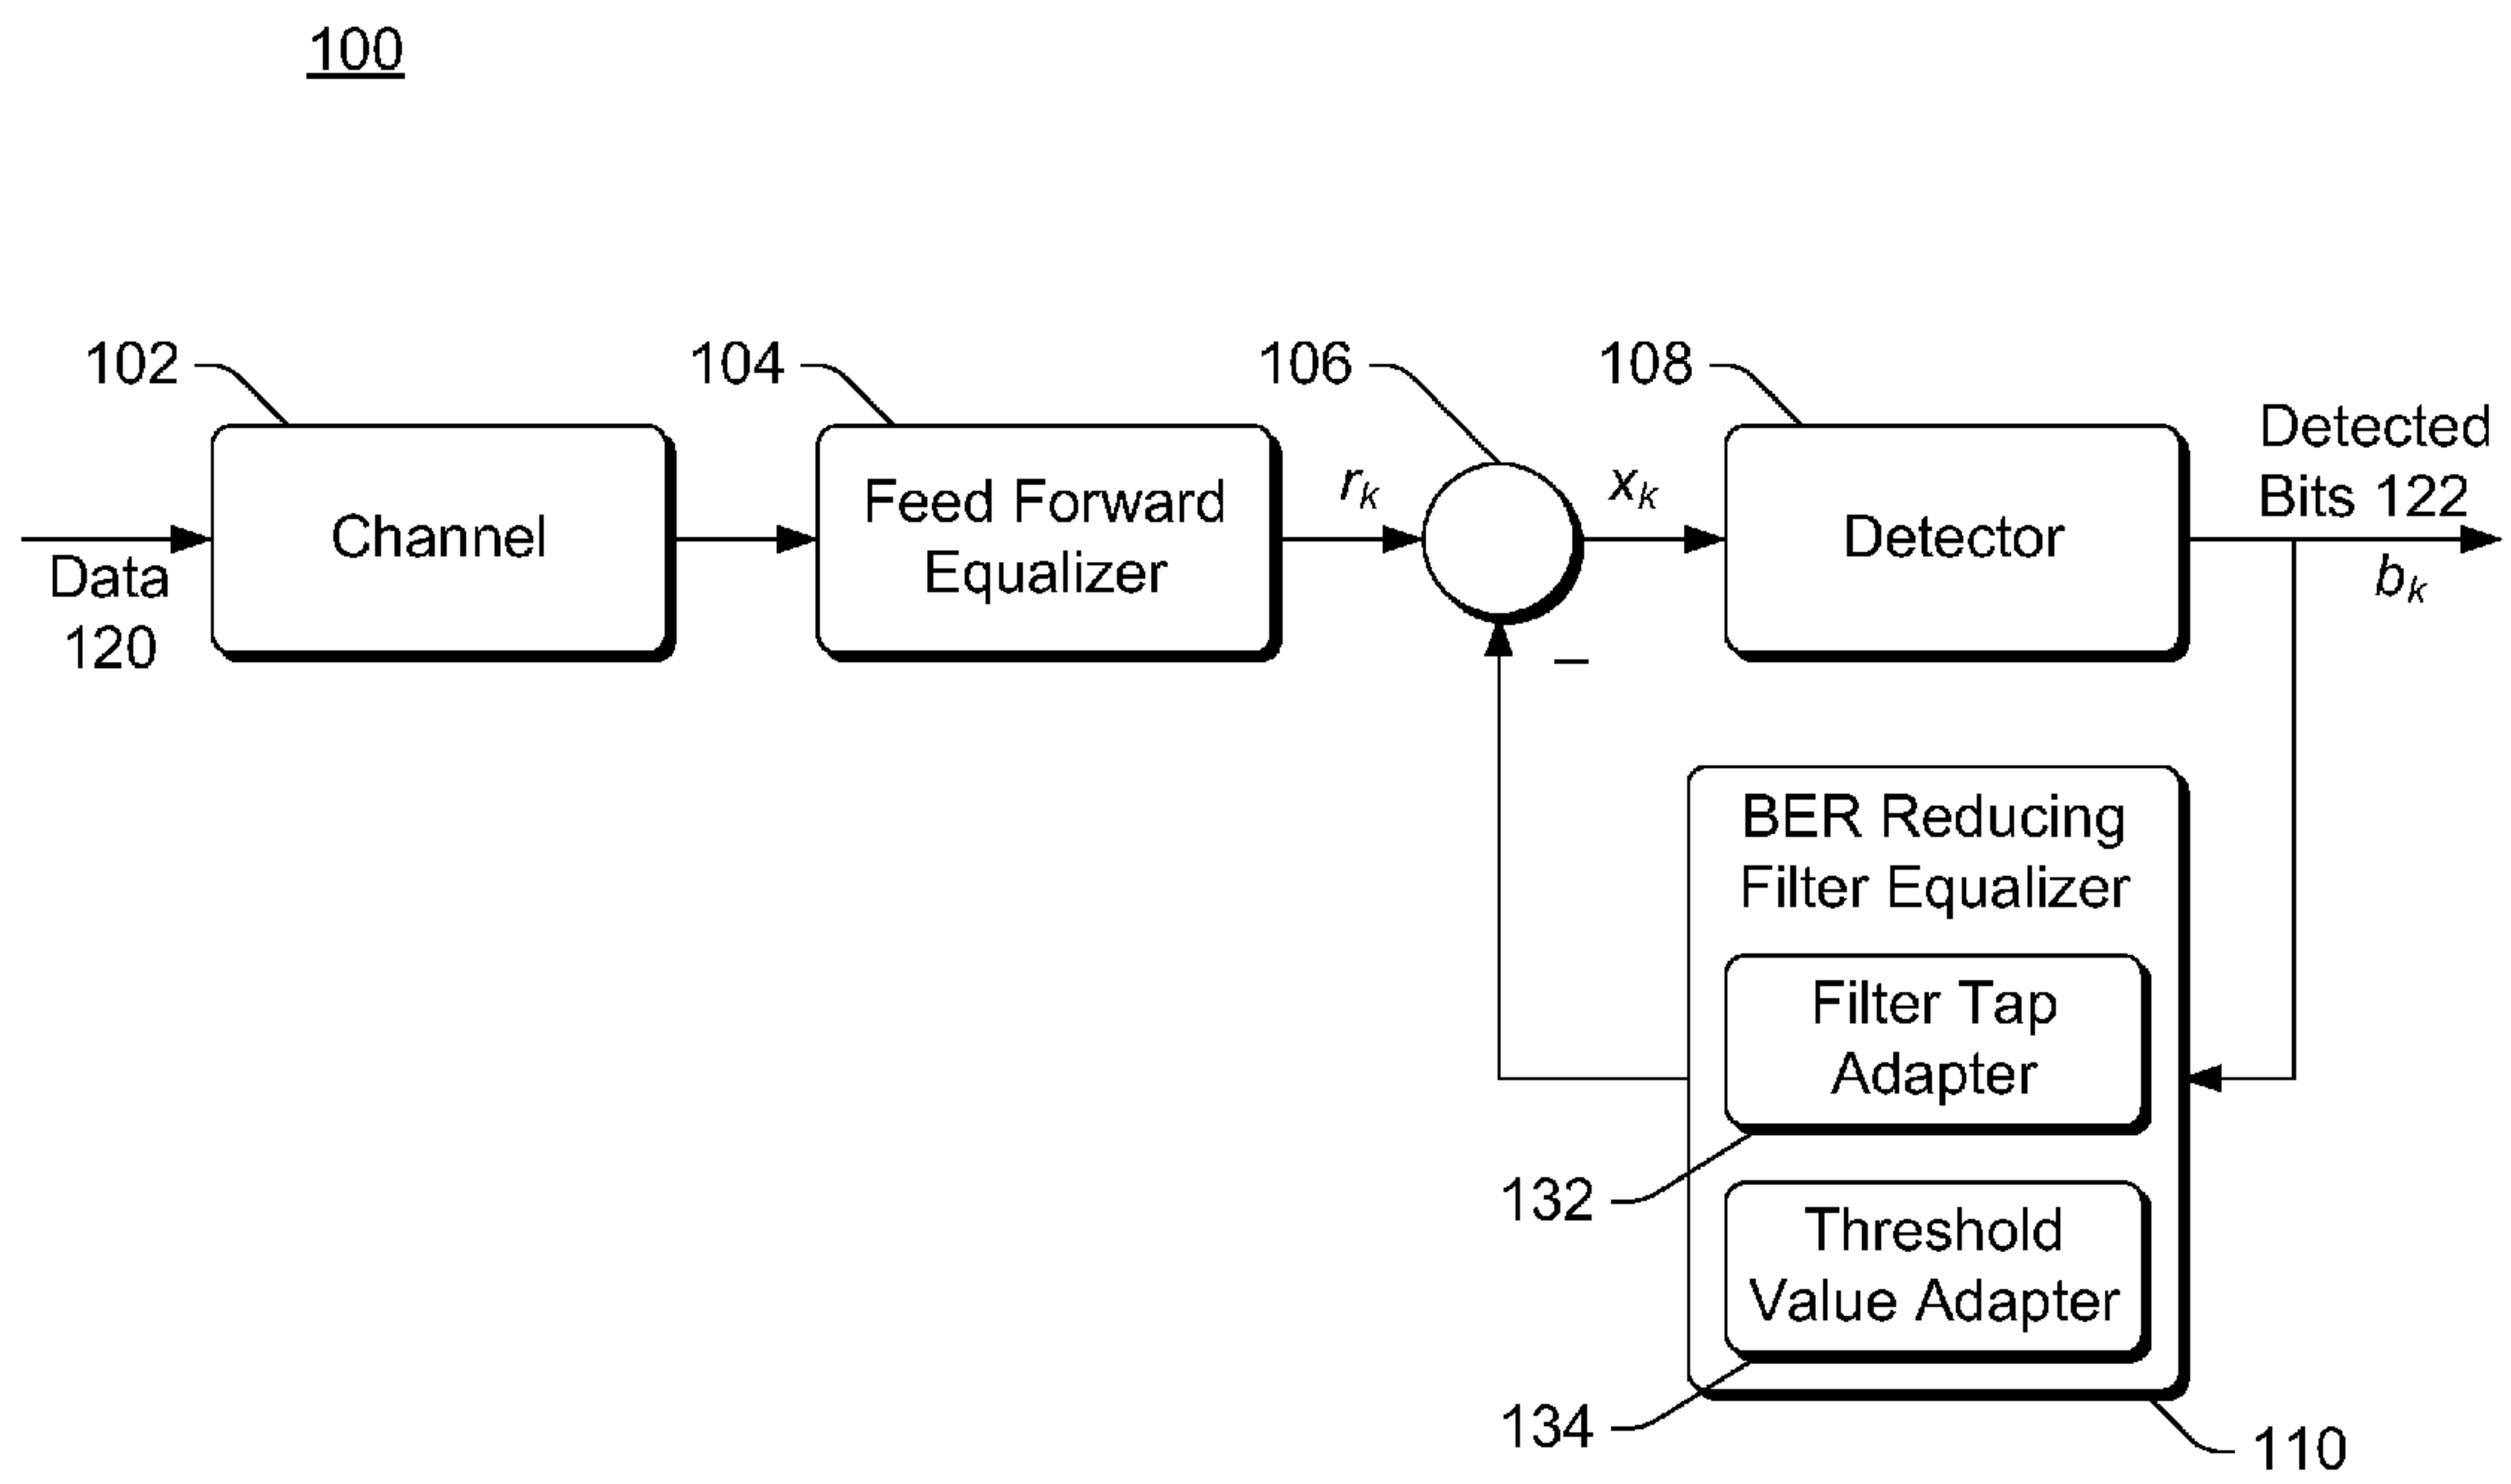 100
102
104
106
108
Detected
Bits 122
b_k
Data
120
Channel
Feed Forward
Equalizer
r_k
x_k
Detector
–
BER Reducing
Filter Equalizer
Filter Tap
Adapter
132
Threshold
Value Adapter
134
110